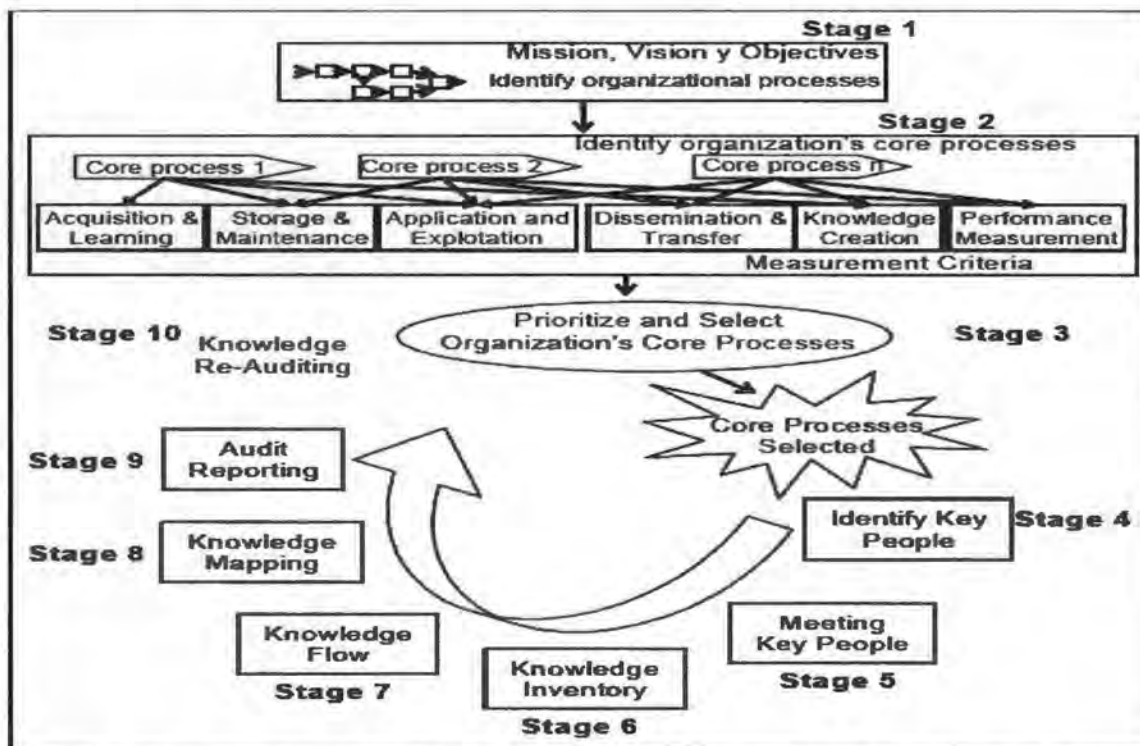 Stage 1
Mission, Vision y Objectives
Identify organizational processes
Stage 2
Identify organization's core processes
Core process 1
Core process 2
Core process n
Acquisition &
Learning
Storage &
Maintenance
Application and
Explotation
Dissemination &
Transfer
Knowledge
Creation
Performance
Measurement
Measurement Criteria
Prioritize and Select
Organization's Core Processes
Stage 3
Stage 10
Knowledge
Re-Auditing
Core Processes
Selected
Stage 9
Audit
Reporting
Identify Key
People
Stage 4
Stage 8
Knowledge
Mapping
Meeting
Key People
Stage 5
Knowledge
Flow
Stage 7
Knowledge
Inventory
Stage 6